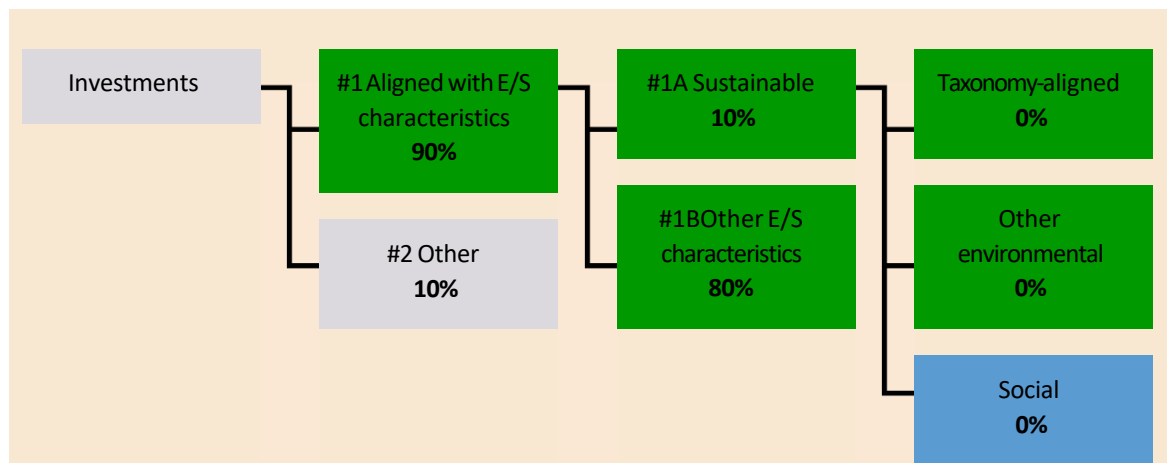 Investments
#1 Aligned with E/S
characteristics
90%
#2 Other
10%
#1A Sustainable
10%
#1BOther E/S
characteristics
80%
Taxonomy-aligned
0%
Other
environmental
0%
Social
0%